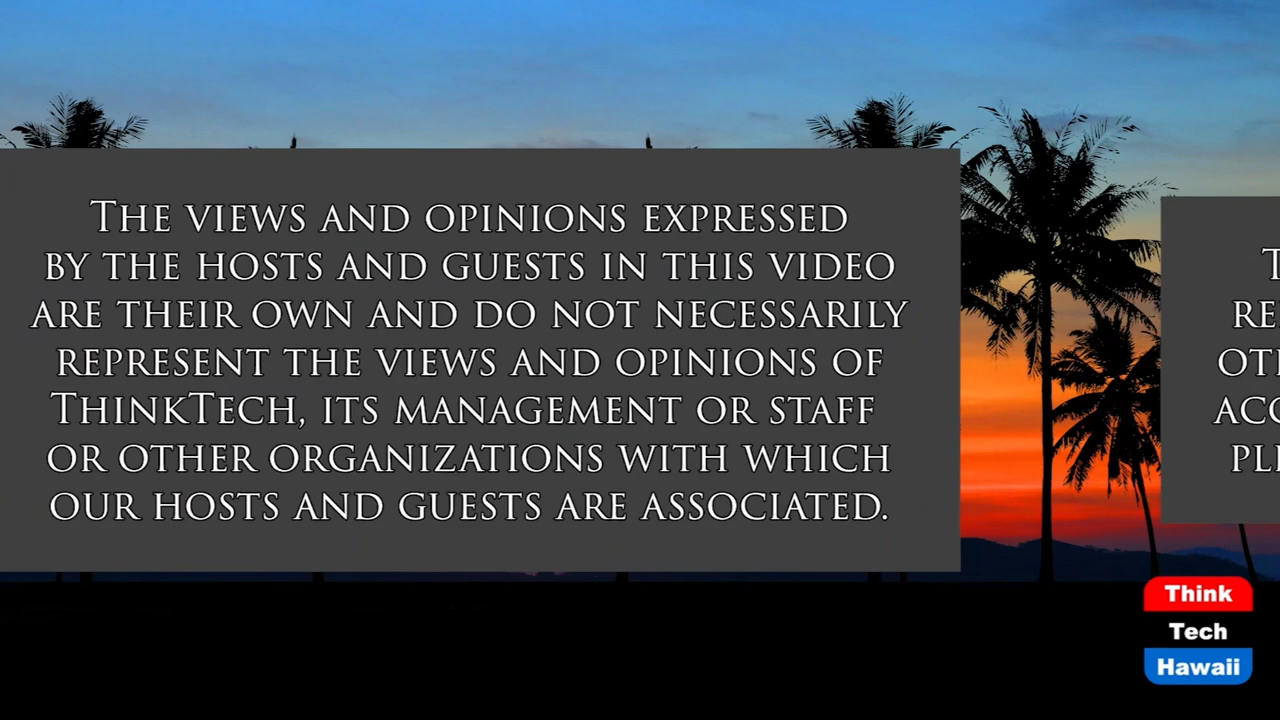 The views and opinions expressed
by the hosts and guests in this video
are their own and do not necessarily
represent the views and opinions of
ThinkTech, its management or staff
or other organizations with which
our hosts and guests are associated.
Think
Tech
Hawaii